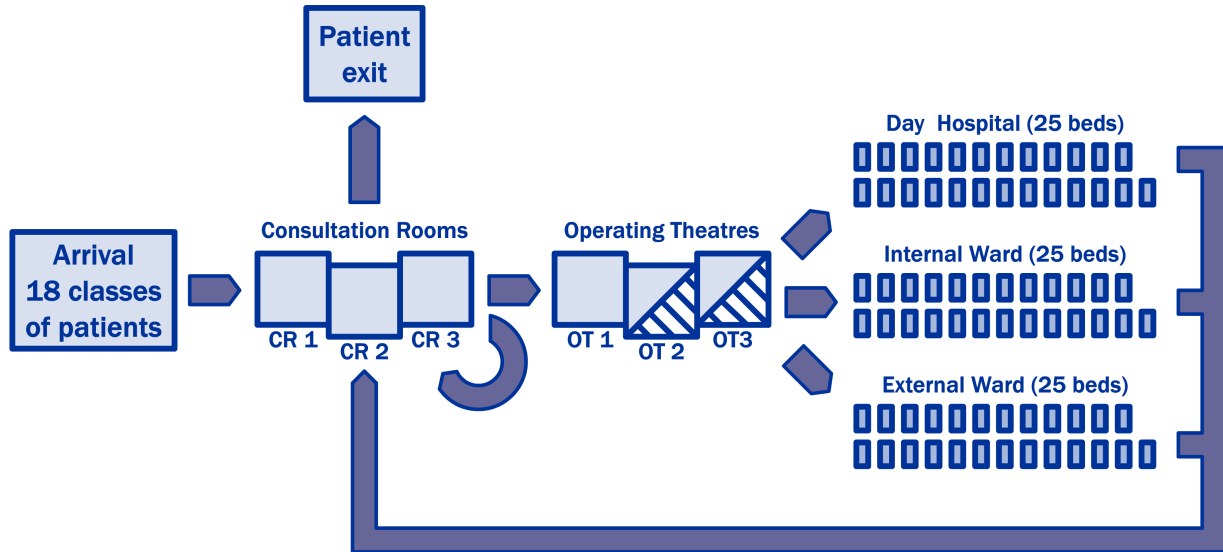 Patient
exit
Day Hospital (25 beds)
Arrival
18 classes
of patients
Consultation Rooms
CR 1
CR 2
CR 3
Operating Theatres
OT 1
OT 2
OT3
Internal Ward (25 beds)
External Ward (25 beds)